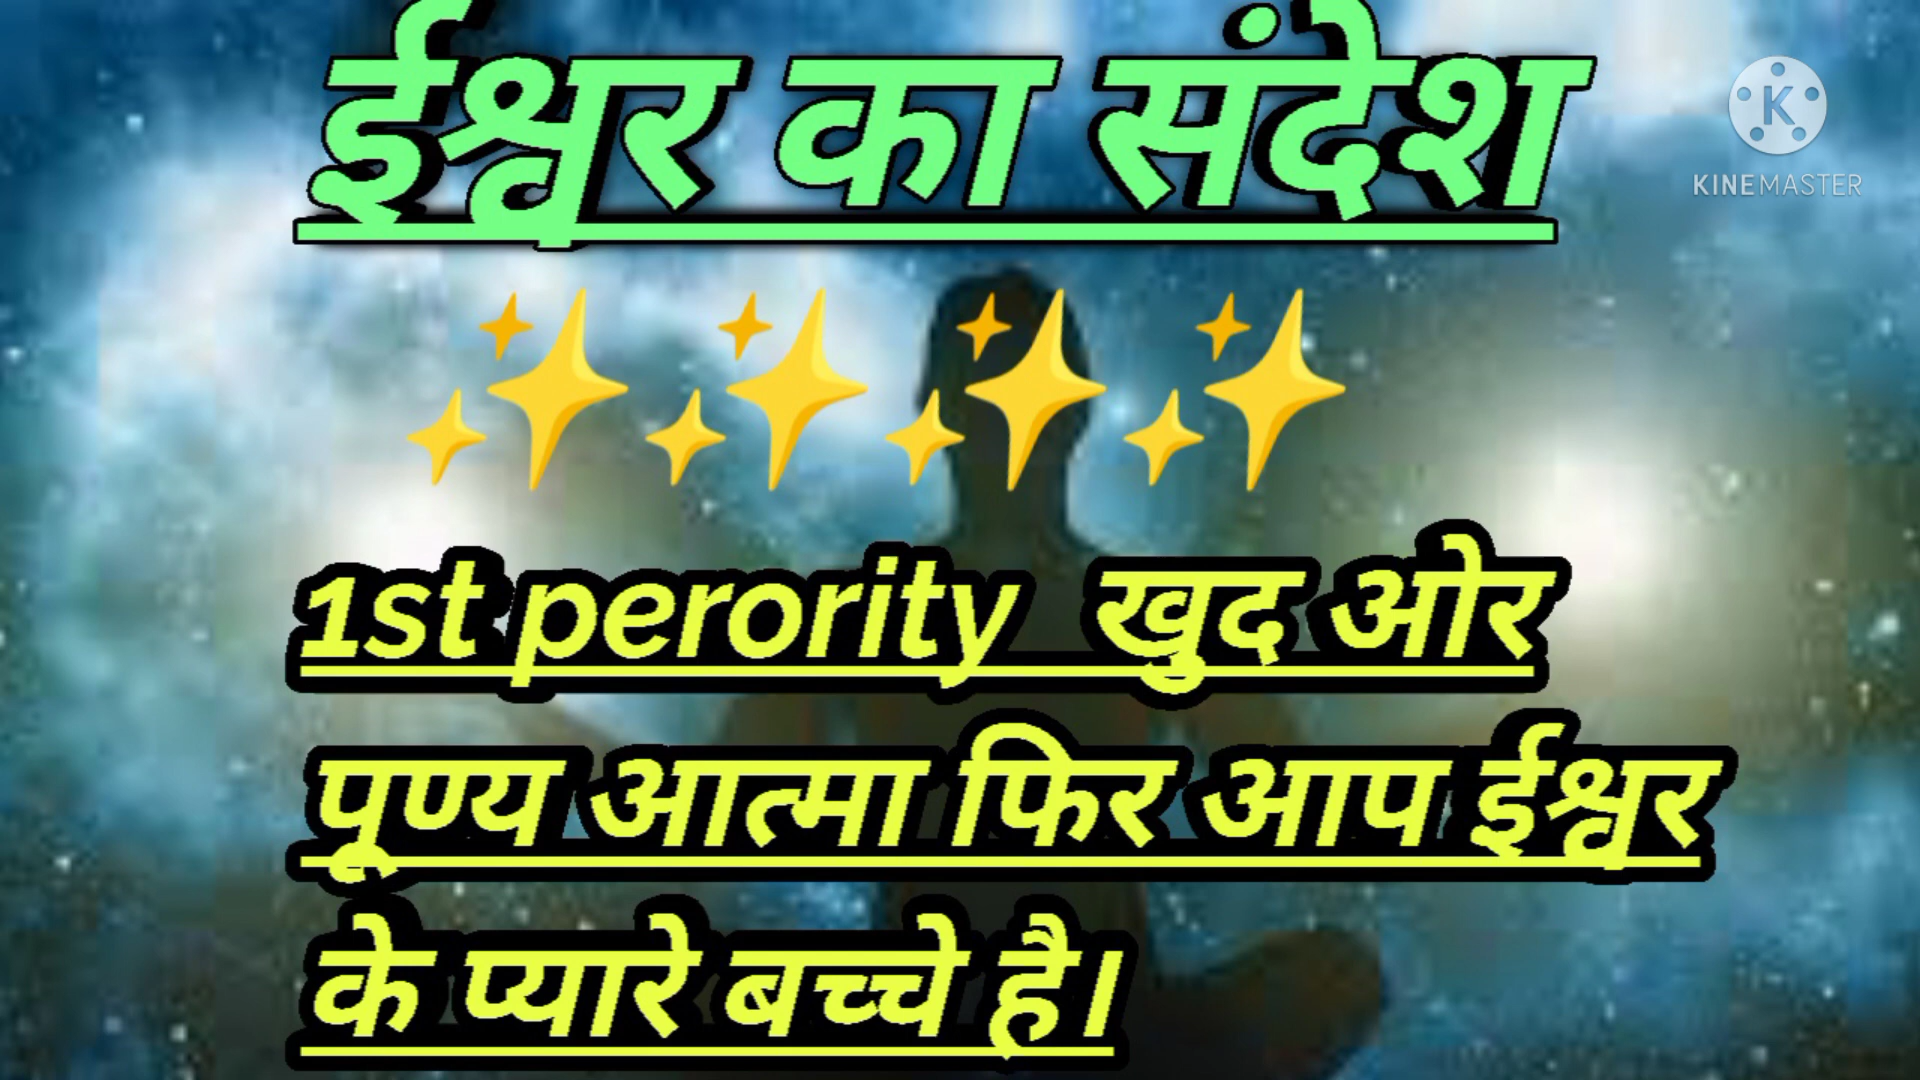 ईश्वर का संदेश
KINEMASTER
1st perority खुद ओर
पूण्य आत्मा फिर आप ईश्वर
के प्यारे बच्चे है।